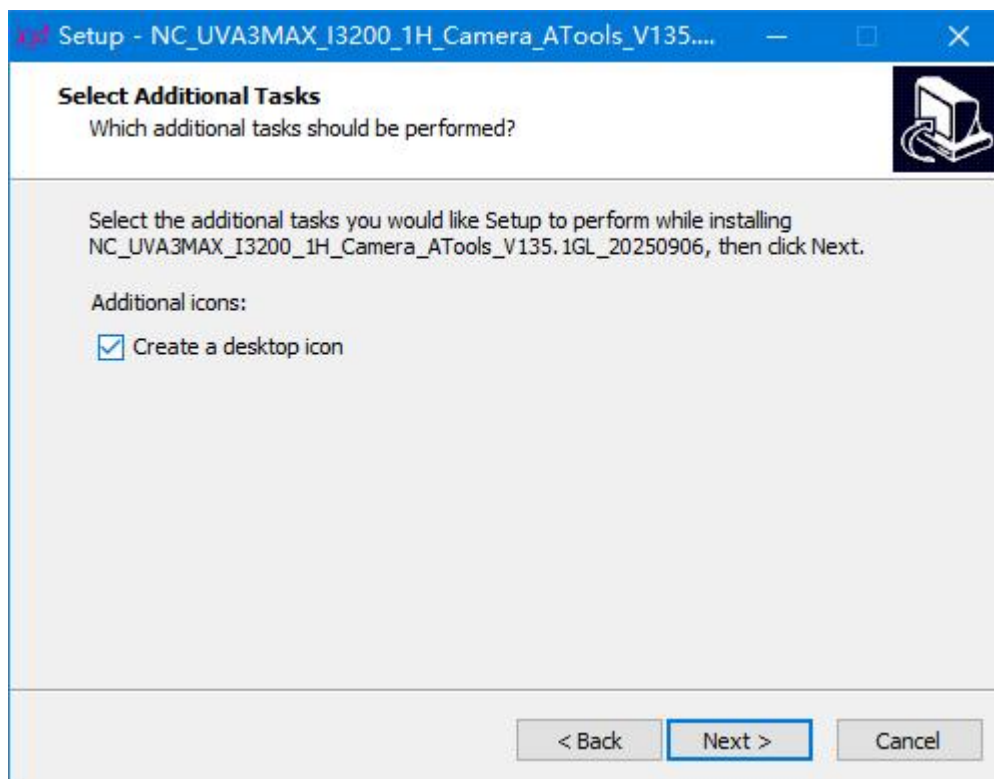 Setup - NC_UVA3MAX_I3200_1H_Camera_ATools_V135....
Select Additional Tasks
Which additional tasks should be performed?
Select the additional tasks you would like Setup to perform while installing
NC_UVA3MAX_I3200_1H_Camera_ATools_V135.1GL_20250906, then click Next.
Additional icons:
Create a desktop icon
< Back
Next >
Cancel